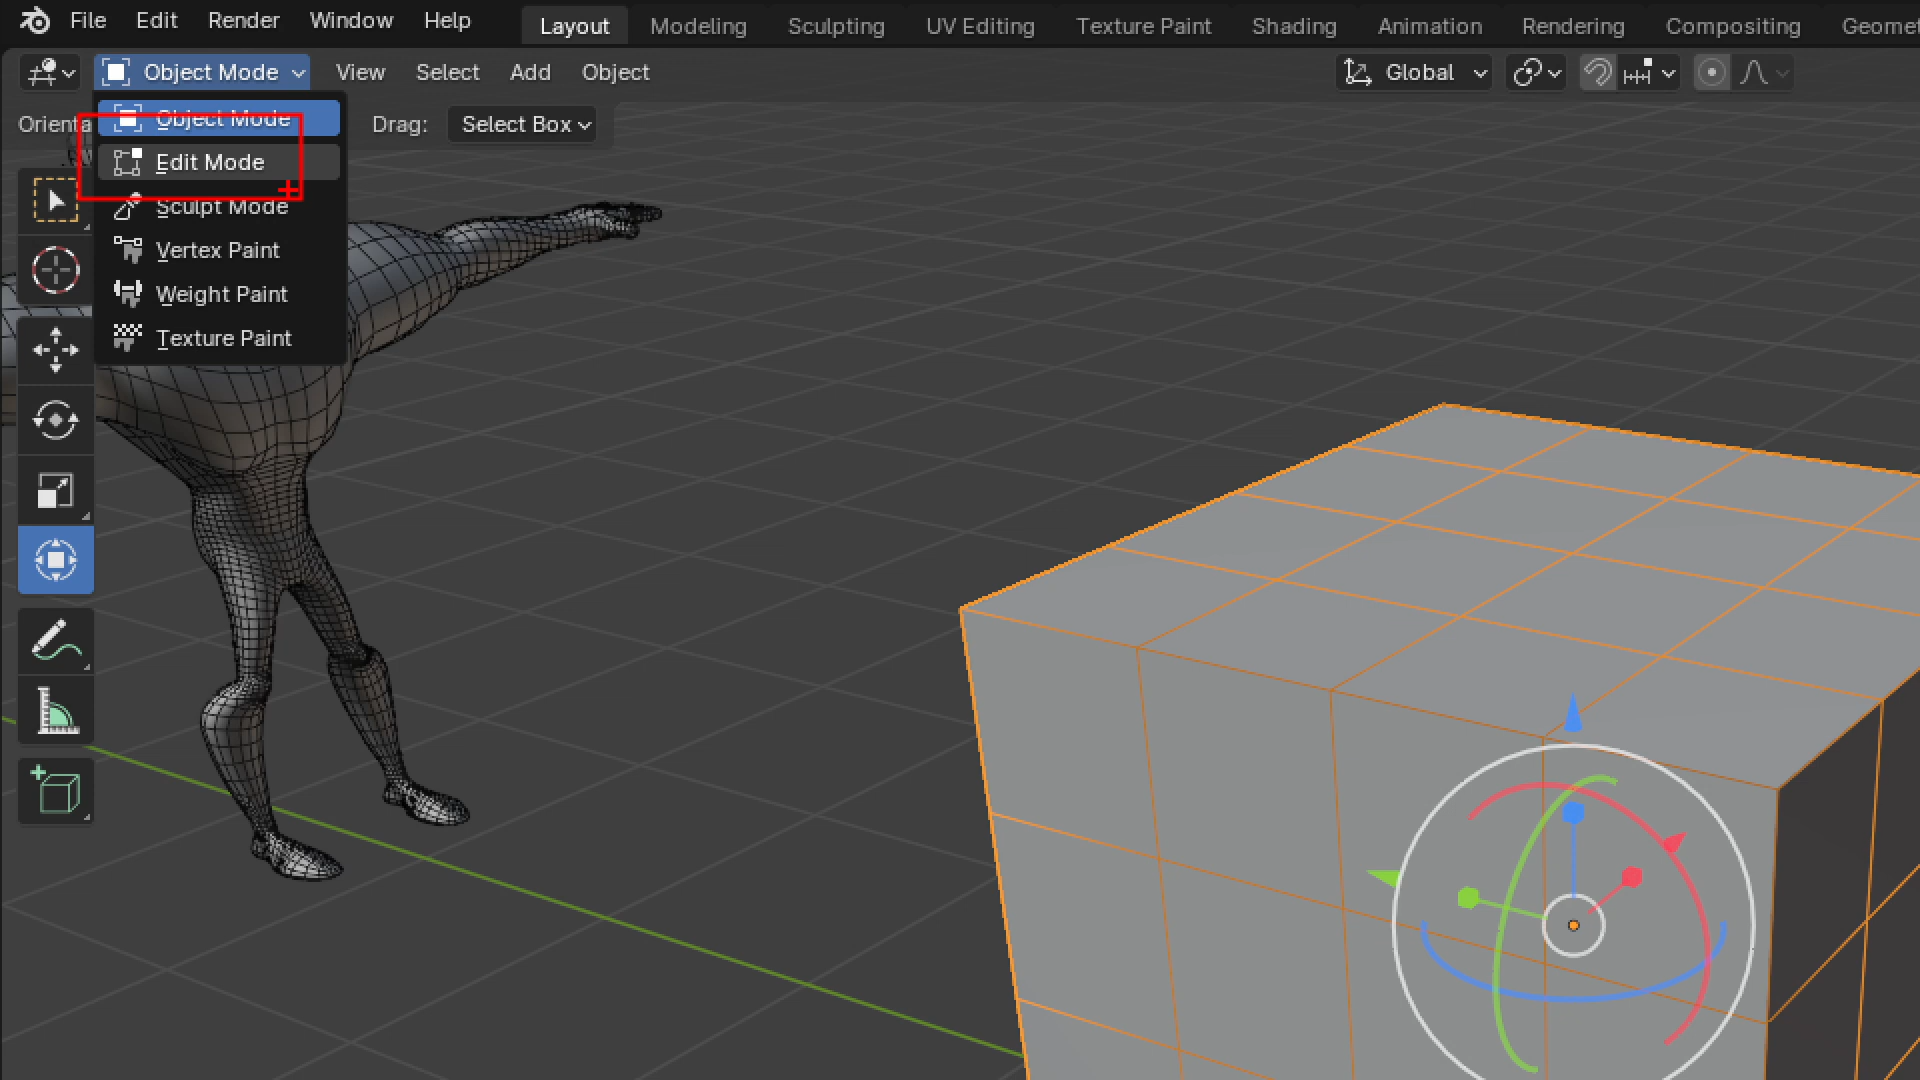 File Edit Render Window Help Layout Modeling Sculpting UV Editing Texture Paint Shading Animation Rendering Compositing Geomet
Object Mode View Select Add Object Global
Orienta Drag: Select Box
Object Mode
Edit Mode
Sculpt Mode
Vertex Paint
Weight Paint
Texture Paint